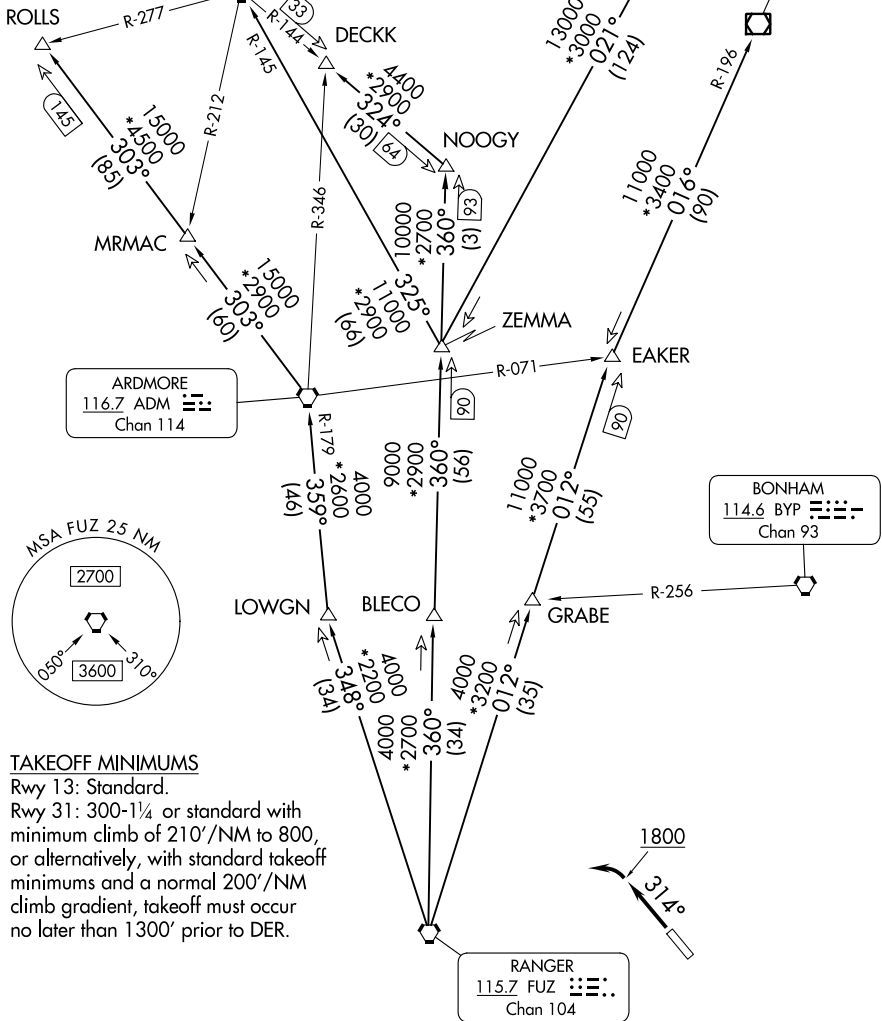 ROLLS
R-277
33
R-144
DECKK
R-145
13000
*3000
021°
(124)
R-196
145
15000
*4500
303°
(85)
R-212
4400
*2900
324°
(30)
64
NOOGY
93
10000
*2700
360°
(3)
11000
*3400
016°
(90)
R-346
MRMAC
15000
*2900
303°
(60)
325°
11000
*2900
(66)
ZEMMA
EAKER
R-071
ARDMORE
116.7 ADM
Chan 114
90
90
R-179
4000
*2600
359°
(46)
9000
*2900
360°
(56)
11000
*3700
012°
(55)
BONHAM
114.6 BYP
Chan 93
MSA FUZ 25 NM
2700
050°
310°
3600
LOWGN
BLECO
GRABE
R-256
4000
*2200
348°
(34)
4000
*2700
360°
(34)
4000
*3200
012°
(35)
TAKEOFF MINIMUMS
Rwy 13: Standard.
Rwy 31: 300-1¼ or standard with
minimum climb of 210'/NM to 800,
or alternatively, with standard takeoff
minimums and a normal 200'/NM
climb gradient, takeoff must occur
no later than 1300' prior to DER.
1800
314°
RANGER
115.7 FUZ
Chan 104